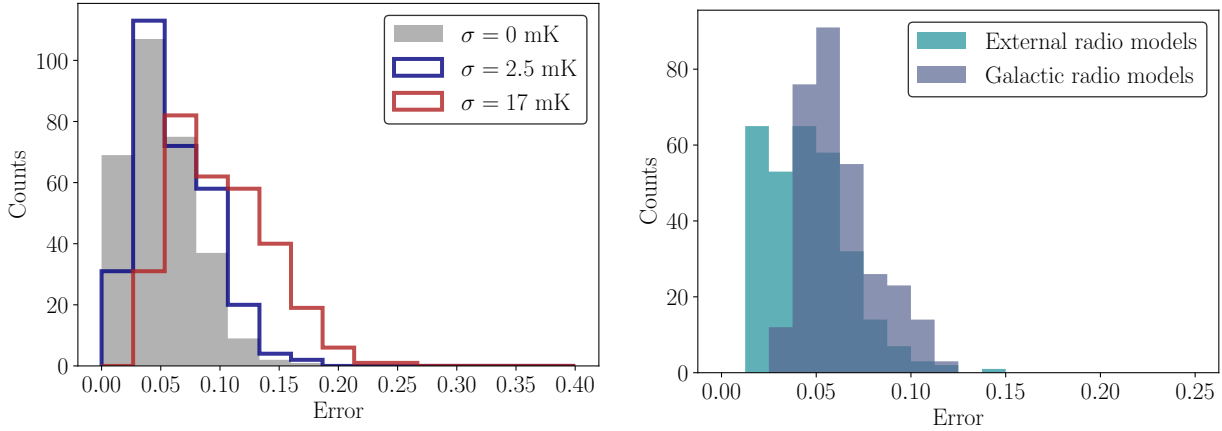 σ = 0 mK
σ = 2.5 mK
σ = 17 mK
Counts
0
20
40
60
80
100
0.00 0.05 0.10 0.15 0.20 0.25 0.30 0.35 0.40
Error
External radio models
Galactic radio models
Counts
0
20
40
60
80
0.00 0.05 0.10 0.15 0.20 0.25
Error